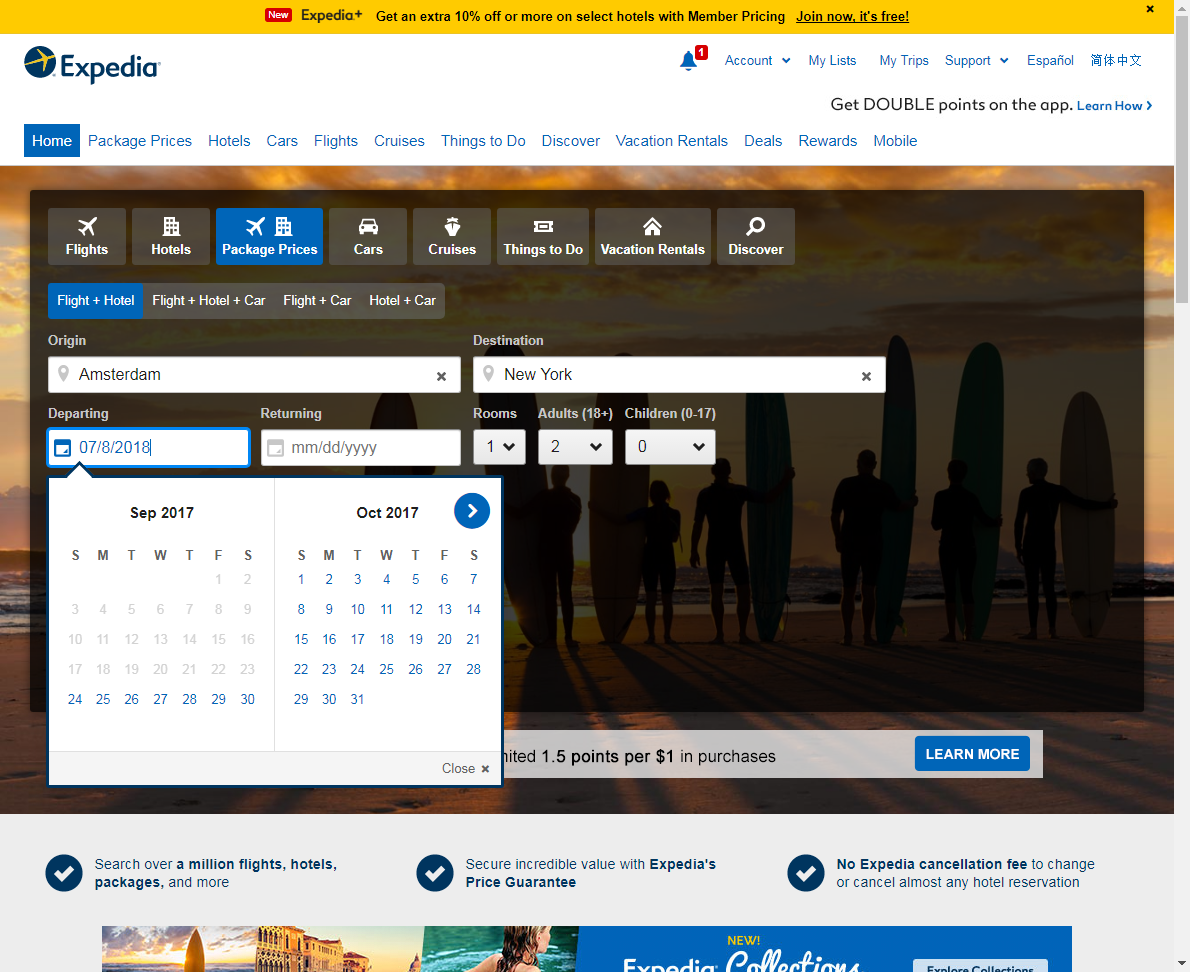 New Expedia+ Get an extra 10% off or more on select hotels with Member Pricing Join now, it's free! ×
Expedia
1 Account My Lists My Trips Support Español 简体中文
Get DOUBLE points on the app. Learn How
Home Package Prices Hotels Cars Flights Cruises Things to Do Discover Vacation Rentals Deals Rewards Mobile
Flights Hotels Package Prices Cars Cruises Things to Do Vacation Rentals Discover
Flight + Hotel Flight + Hotel + Car Flight + Car Hotel + Car
Origin Destination
Amsterdam × New York ×
Departing Returning Rooms Adults (18+) Children (0-17)
07/8/2018 mm/dd/yyyy 1 2 0
Sep 2017 Oct 2017
S M T W T F S S M T W T F S
1 2 1 2 3 4 5 6 7
3 4 5 6 7 8 9 8 9 10 11 12 13 14
10 11 12 13 14 15 16 15 16 17 18 19 20 21
17 18 19 20 21 22 23 22 23 24 25 26 27 28
24 25 26 27 28 29 30 29 30 31
mited 1.5 points per $1 in purchases LEARN MORE
Close ×
Search over a million flights, hotels,
packages, and more
Secure incredible value with Expedia's
Price Guarantee
No Expedia cancellation fee to change
or cancel almost any hotel reservation
NEW!
Expedia Collections
Explore Collections